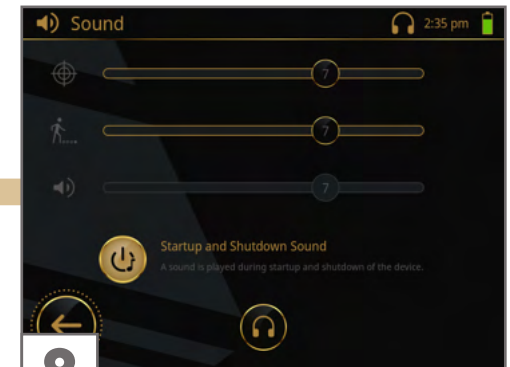 Sound
2:35 pm
7
7
7
Startup and Shutdown Sound
A sound is played during startup and shutdown of the device.